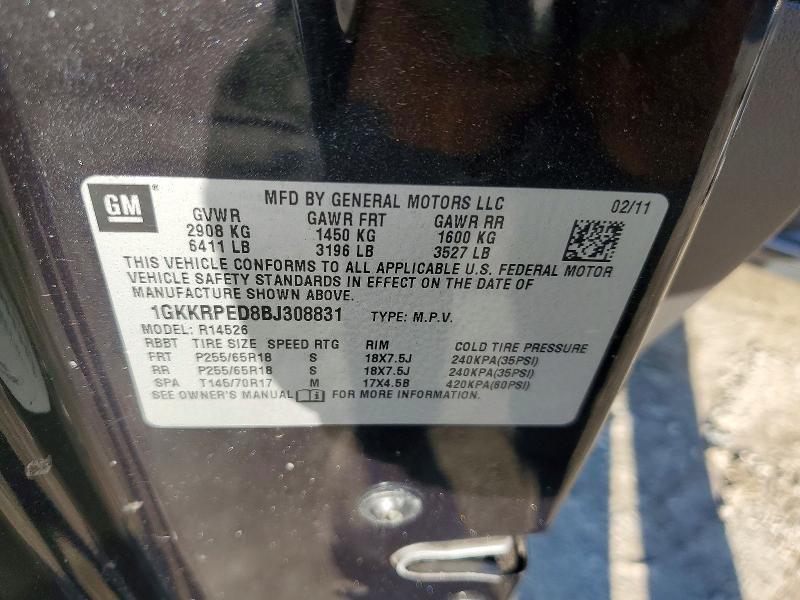 GM ®
MFD BY GENERAL MOTORS LLC 02/11
GVWR GAWR FRT GAWR RR
2908 KG 1450 KG 1600 KG
6411 LB 3196 LB 3527 LB
THIS VEHICLE CONFORMS TO ALL APPLICABLE U.S. FEDERAL MOTOR
VEHICLE SAFETY STANDARDS IN EFFECT ON THE DATE OF
MANUFACTURE SHOWN ABOVE.
1GKKRPED8BJ308831 TYPE: M.P.V.
MODEL: R14526
RBBT TIRE SIZE SPEED RTG RIM COLD TIRE PRESSURE
FRT P255/65R18 S 18X7.5J 240KPA(35PSI)
RR P255/65R18 S 18X7.5J 240KPA(35PSI)
SPA T145/70R17 M 17X4.5B 420KPA(60PSI)
SEE OWNER'S MANUAL i FOR MORE INFORMATION.